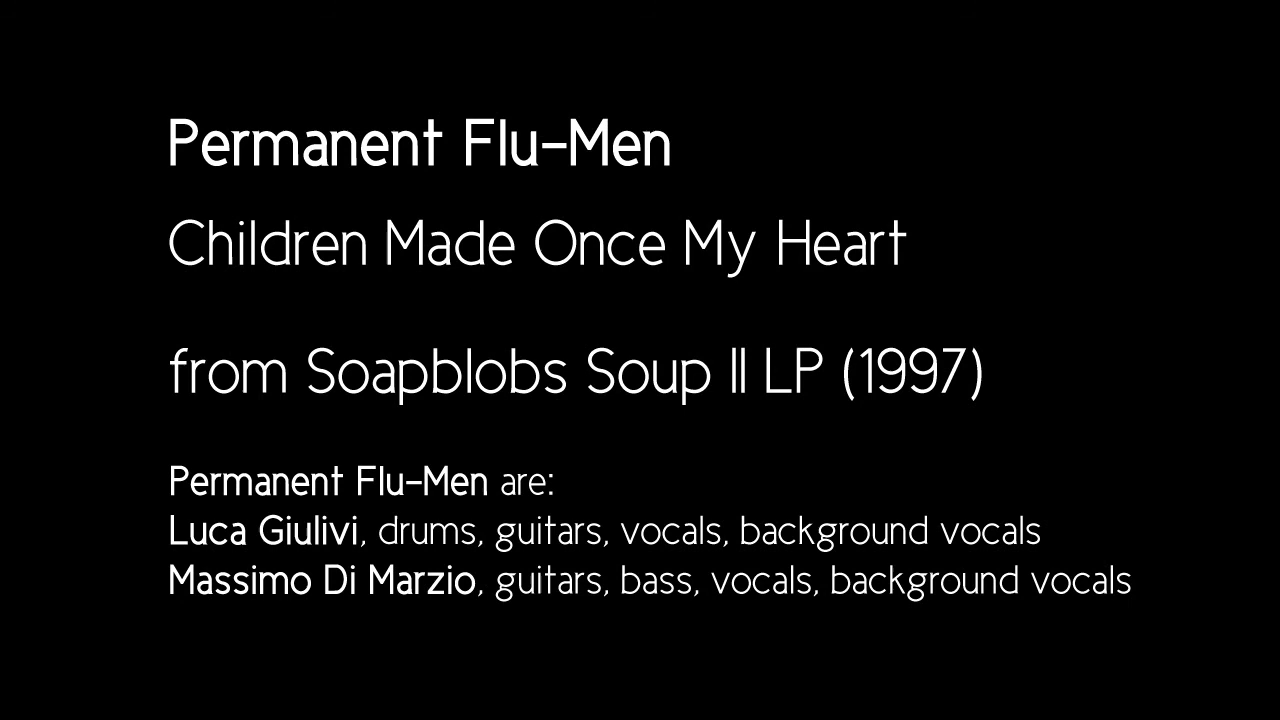 Permanent Flu-Men
Children Made Once My Heart
from Soapblobs Soup II LP (1997)
Permanent Flu-Men are:
Luca Giulivi, drums, guitars, vocals, background vocals
Massimo Di Marzio, guitars, bass, vocals, background vocals